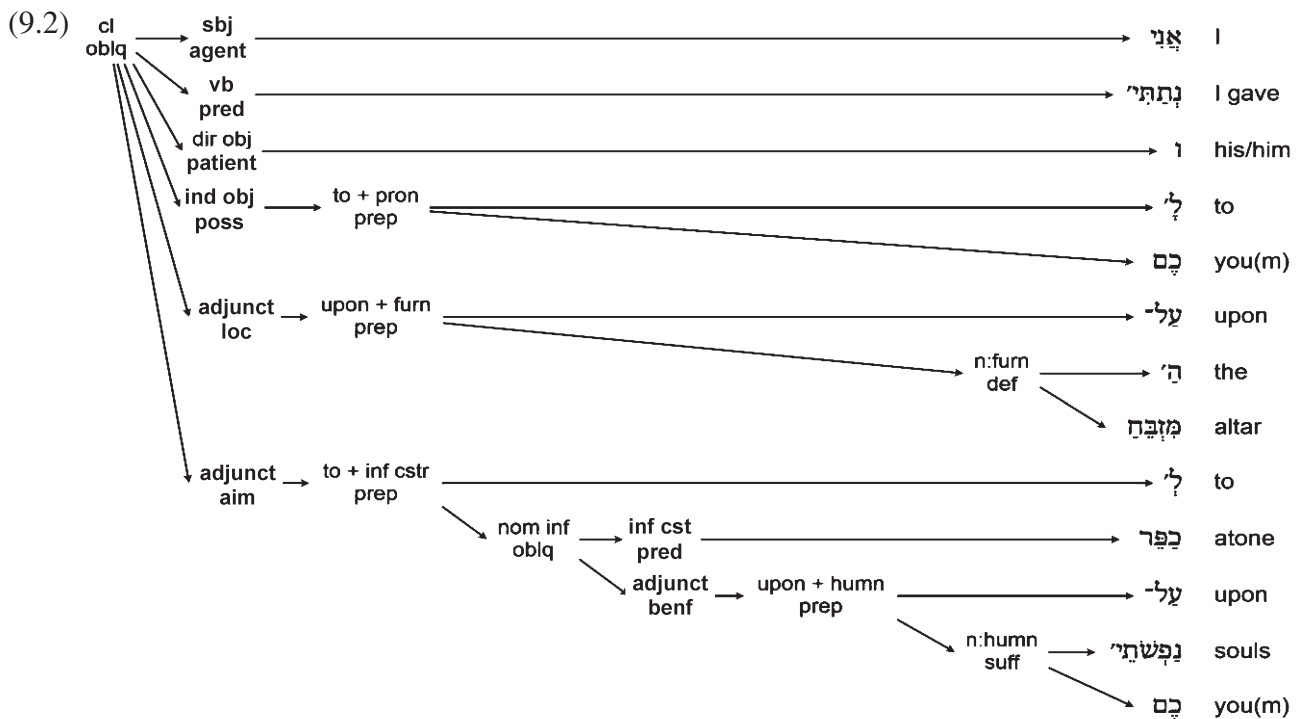 (9.2)
cl
oblq
sbj
agent
אֲנִי I
vb
pred
נְתַתִּי׳ I gave
dir obj
patient
ו his/him
ind obj
poss
to + pron
prep
לָ׳ to
כֶם you(m)
adjunct
loc
upon + furn
prep
עַל־ upon
n:furn
def
הַ׳ the
מִּזְבֵּחַ altar
adjunct
aim
to + inf cstr
prep
לְ׳ to
nom inf
oblq
inf cst
pred
כַפֵּר atone
adjunct
benf
upon + humn
prep
עַל־ upon
n:humn
suff
נַפְשֹׁתֵי׳ souls
כֶם you(m)